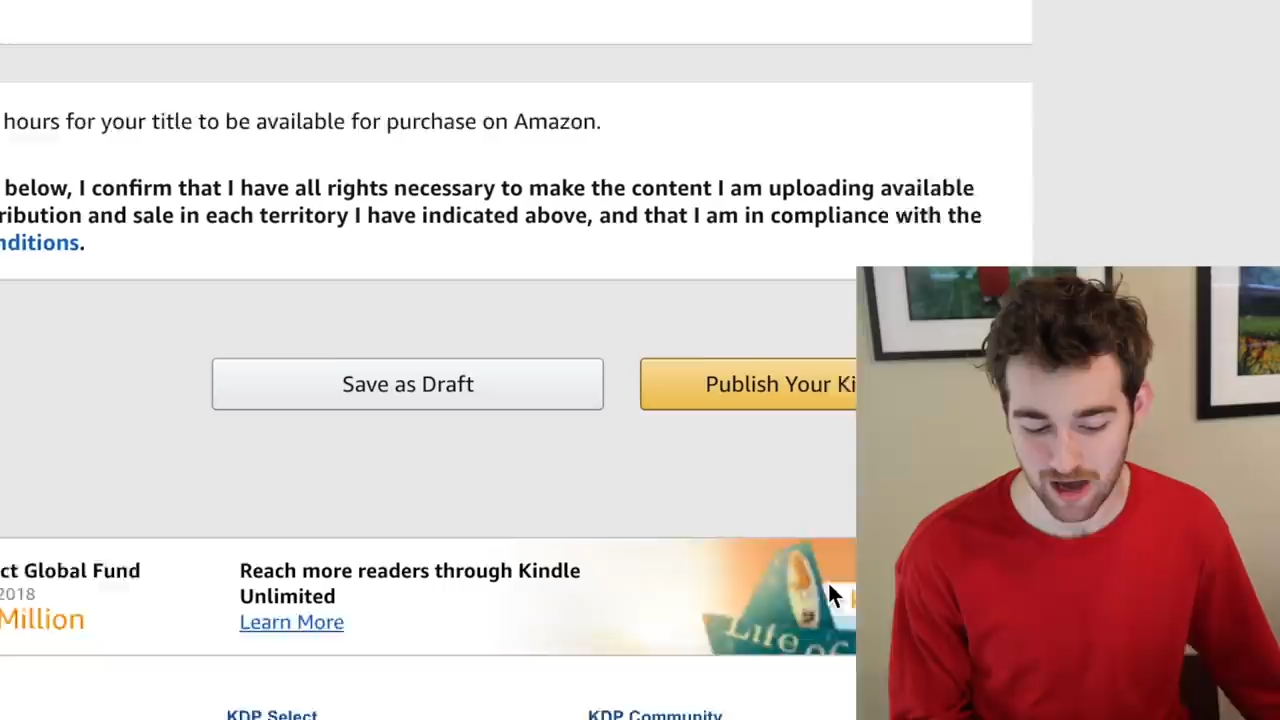 hours for your title to be available for purchase on Amazon.
below, I confirm that I have all rights necessary to make the content I am uploading available
ribution and sale in each territory I have indicated above, and that I am in compliance with the
nditions.
Save as Draft
Publish Your Ki
ct Global Fund
2018
Million
Reach more readers through Kindle
Unlimited
Learn More
Life of
KDP Select
KDP Community